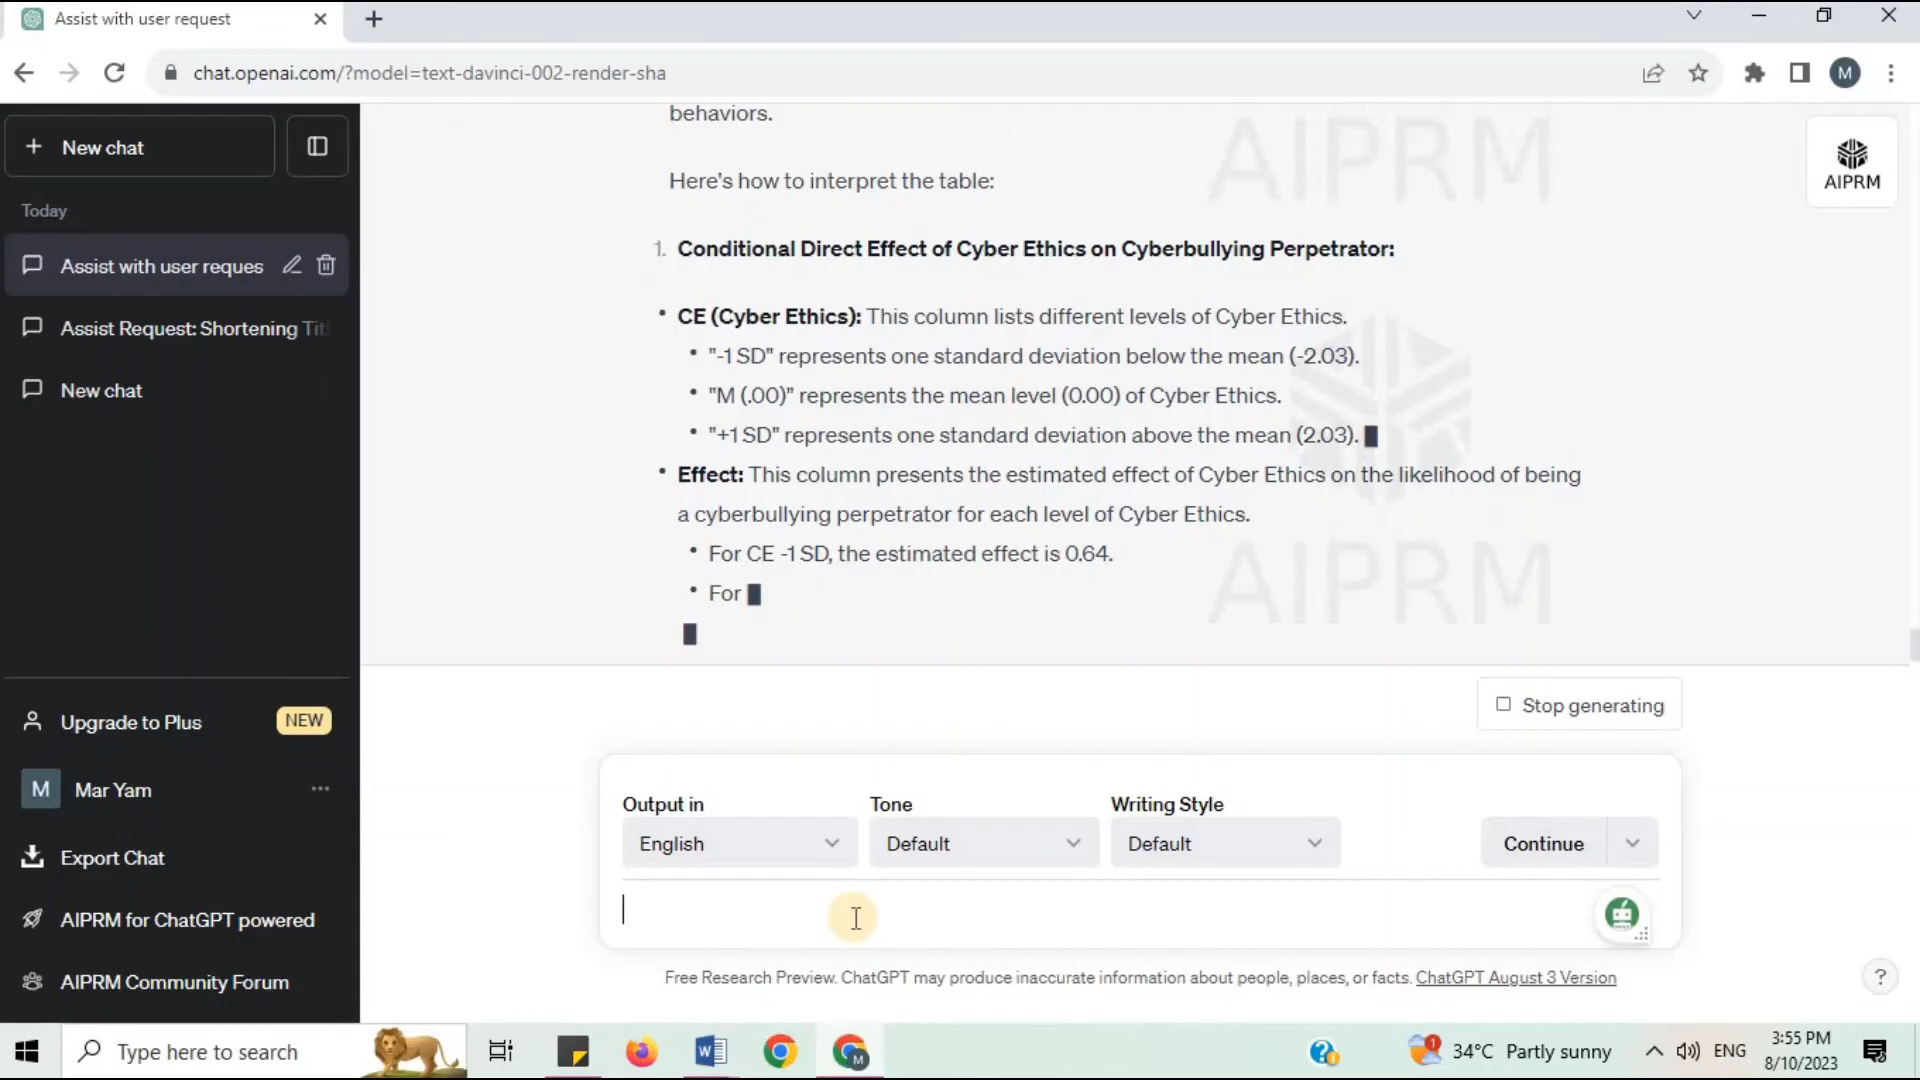 Assist with user request
chat.openai.com/?model=text-davinci-002-render-sha
M
New chat
Today
Assist with user reques
Assist Request: Shortening Tit
New chat
Upgrade to Plus
NEW
M
Mar Yam
Export Chat
AIPRM for ChatGPT powered
AIPRM Community Forum
AIPRM
AIPRM
behaviors.
Here's how to interpret the table:
1. Conditional Direct Effect of Cyber Ethics on Cyberbullying Perpetrator:
• CE (Cyber Ethics): This column lists different levels of Cyber Ethics.
• "-1 SD" represents one standard deviation below the mean (-2.03).
• "M (.00)" represents the mean level (0.00) of Cyber Ethics.
• "+1 SD" represents one standard deviation above the mean (2.03).
• Effect: This column presents the estimated effect of Cyber Ethics on the likelihood of being
a cyberbullying perpetrator for each level of Cyber Ethics.
• For CE -1 SD, the estimated effect is 0.64.
• For
AIPRM
Stop generating
Output in
Tone
Writing Style
English
Default
Default
Continue
Free Research Preview. ChatGPT may produce inaccurate information about people, places, or facts. ChatGPT August 3 Version
?
Type here to search
M
1
34°C Partly sunny
ENG
3:55 PM
8/10/2023